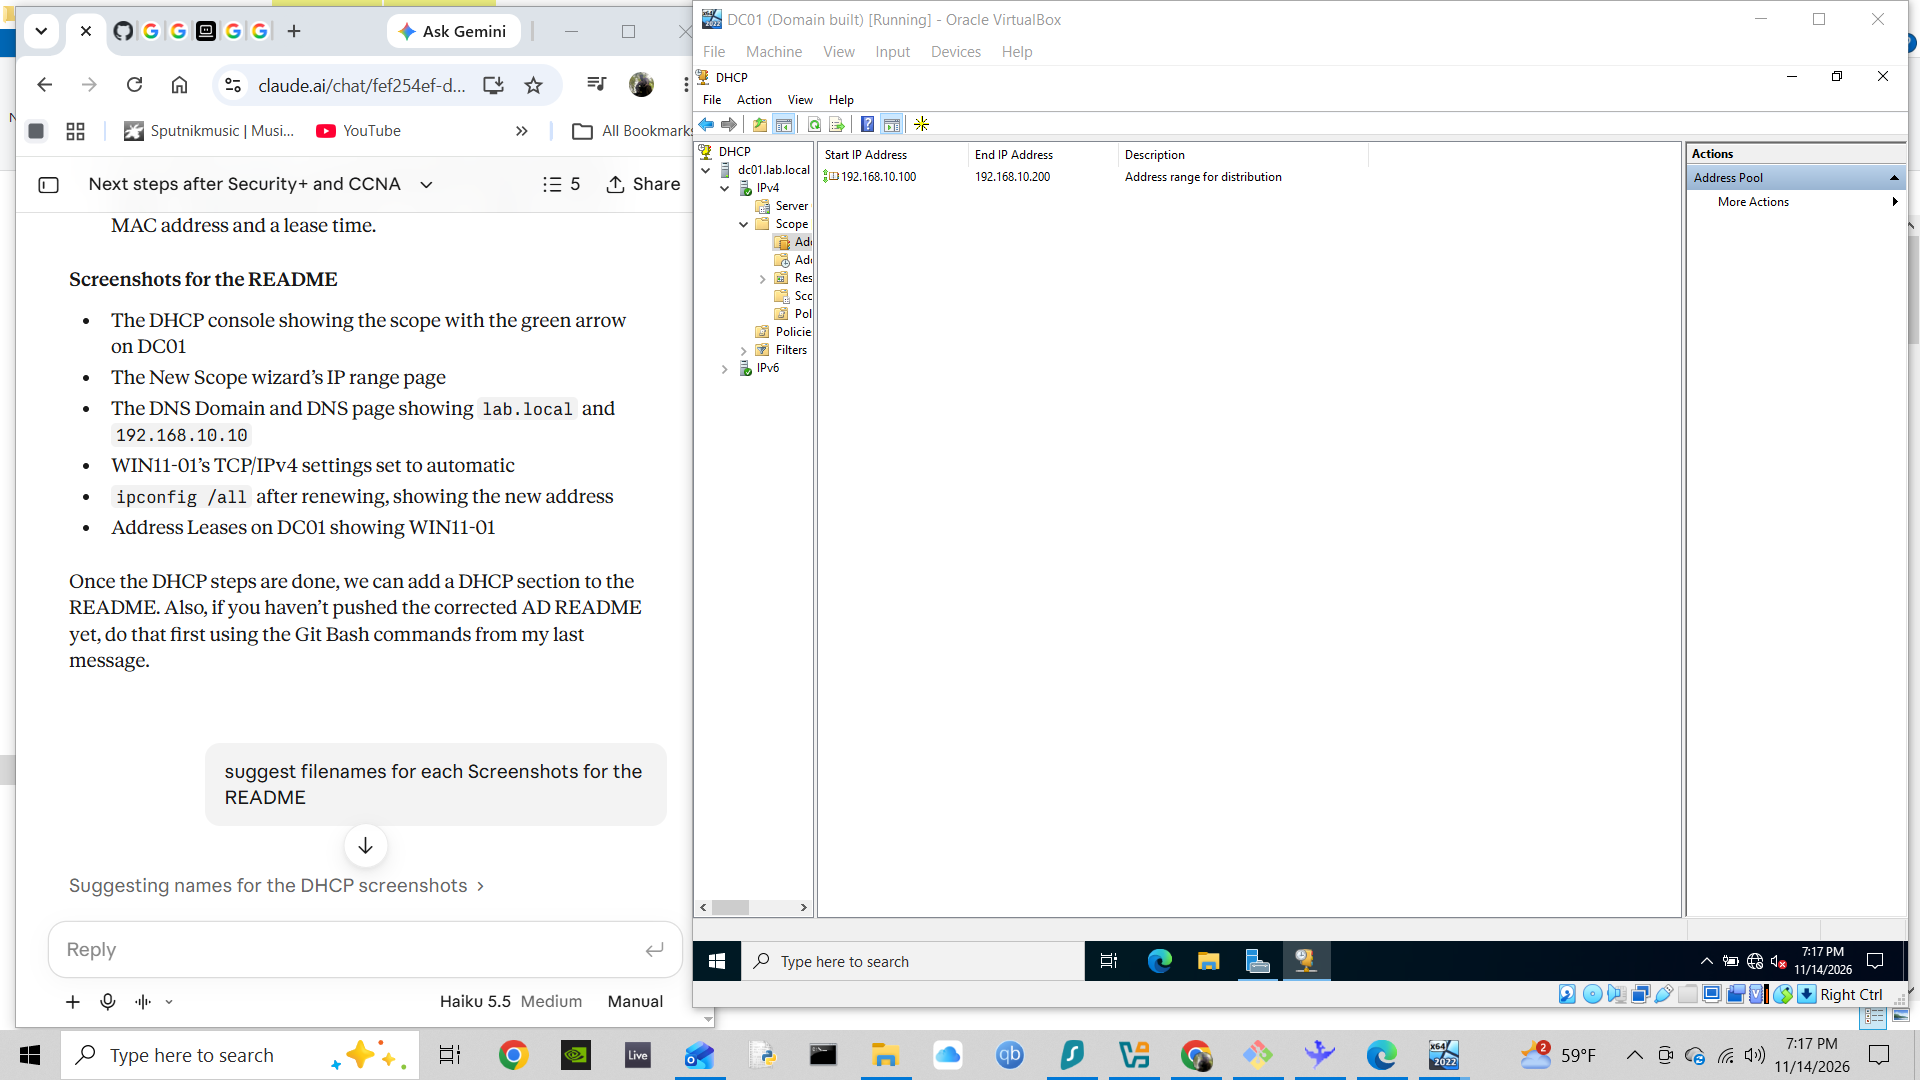 Ask Gemini
claude.ai/chat/fef254ef-d...
Sputnikmusic | Musi...
YouTube
»
All Bookmarks
Next steps after Security+ and CCNA
5
Share
MAC address and a lease time.
Screenshots for the README
• The DHCP console showing the scope with the green arrow
on DC01
• The New Scope wizard’s IP range page
• The DNS Domain and DNS page showing lab.local and
192.168.10.10
• WIN11-01’s TCP/IPv4 settings set to automatic
• ipconfig /all after renewing, showing the new address
• Address Leases on DC01 showing WIN11-01
Once the DHCP steps are done, we can add a DHCP section to the
README. Also, if you haven’t pushed the corrected AD README
yet, do that first using the Git Bash commands from my last
message.
suggest filenames for each Screenshots for the
README
Suggesting names for the DHCP screenshots
Reply
Haiku 5.5 Medium
Manual
DC01 (Domain built) [Running] - Oracle VirtualBox
File Machine View Input Devices Help
DHCP
File Action View Help
DHCP
dc01.lab.local
IPv4
Server
Scope
Add
Add
Res
Sco
Pol
Policie
Filters
IPv6
Start IP Address End IP Address Description
192.168.10.100 192.168.10.200 Address range for distribution
Actions
Address Pool
More Actions
Type here to search
7:17 PM
11/14/2026
Right Ctrl
Type here to search
Live
qb
x64
2022
2
59°F
7:17 PM
11/14/2026